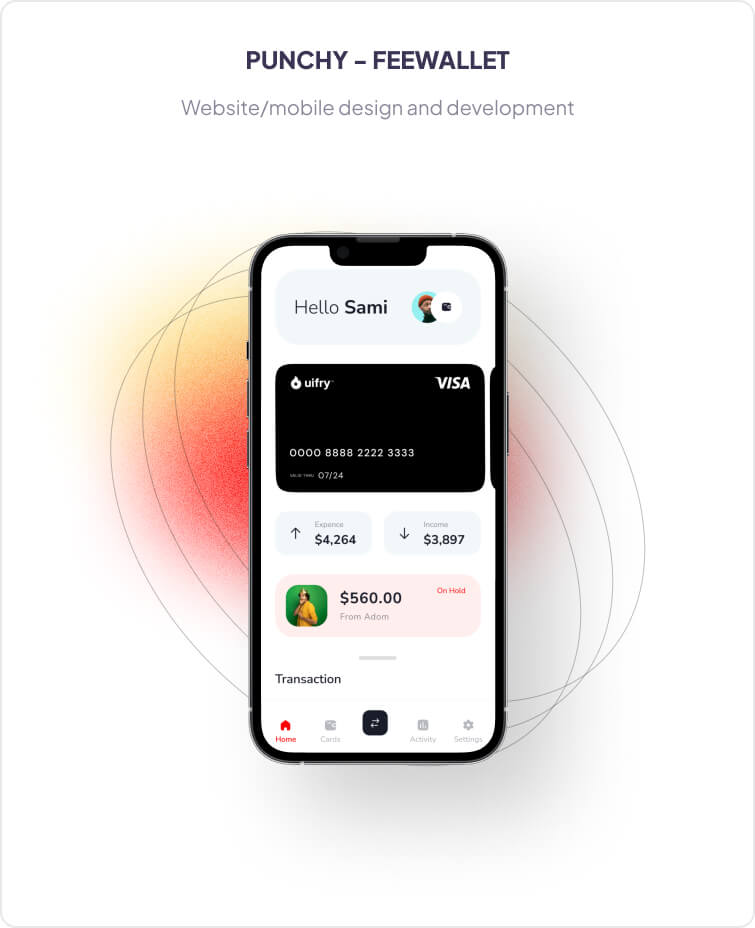 PUNCHY – FEEWALLET
Website/mobile design and development
Hello Sami
uifry
VISA
0000 8888 2222 3333
VALID THRU 07/24
Expence
$4,264
Income
$3,897
$560.00
On Hold
From Adom
Transaction
Home
Cards
Activity
Settings